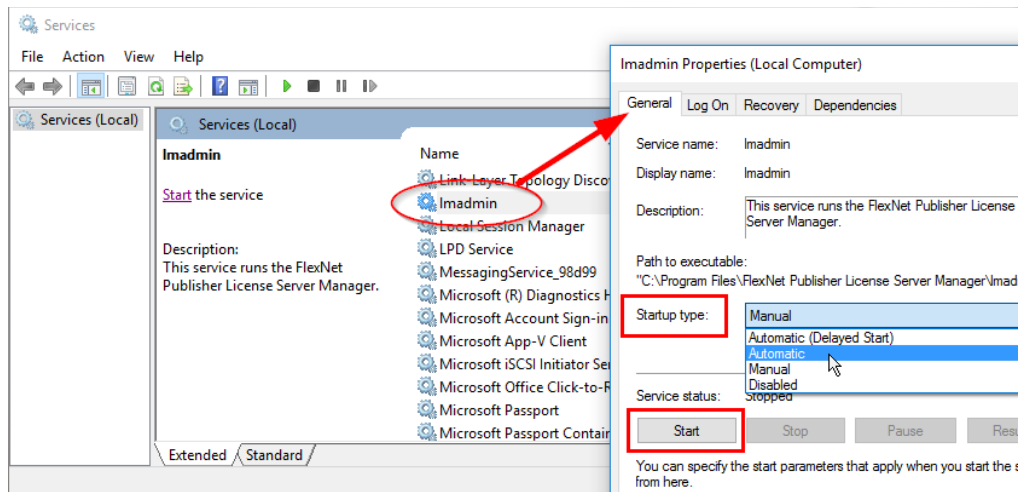 Services
File Action View Help
Services (Local)
Services (Local)
lmadmin
Start the service
Description:
This service runs the FlexNet
Publisher License Server Manager.
Name
Link-Layer Topology Disco
lmadmin
Local Session Manager
LPD Service
MessagingService_98d99
Microsoft (R) Diagnostics H
Microsoft Account Sign-in
Microsoft App-V Client
Microsoft iSCSI Initiator Ser
Microsoft Office Click-to-R
Microsoft Passport
Microsoft Passport Contair
Extended Standard
lmadmin Properties (Local Computer)
General Log On Recovery Dependencies
Service name: lmadmin
Display name: lmadmin
Description: This service runs the FlexNet Publisher License
Server Manager.
Path to executable:
"C:\Program Files\FlexNet Publisher License Server Manager\lmad
Startup type: Manual
Automatic (Delayed Start)
Automatic
Manual
Disabled
Service status: Stopped
Start Stop Pause Resu
You can specify the start parameters that apply when you start the s
from here.